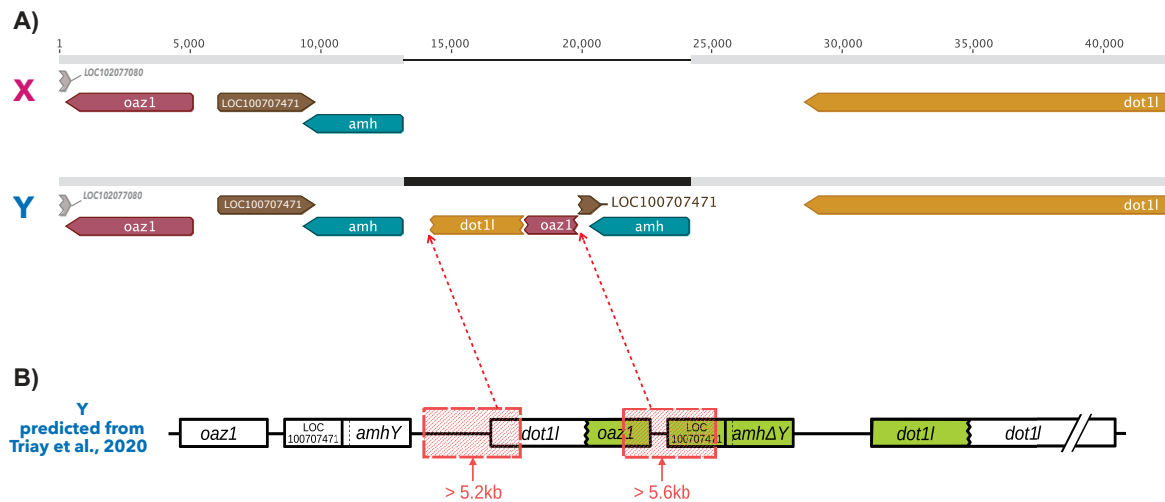 A)
1 5,000 10,000 15,000 20,000 25,000 30,000 35,000 40,000
X
LOC102077080
oaz1 LOC100707471 dot1l
amh
Y
LOC102077080 LOC100707471 LOC100707471 dot1l
oaz1 amh dot1l oaz1 amh
B)
Y
predicted from
Triay et al., 2020
oaz1 LOC
100707471 amhY dot1l oaz1 LOC
100707471 amhΔY dot1l dot1l
> 5.2kb > 5.6kb